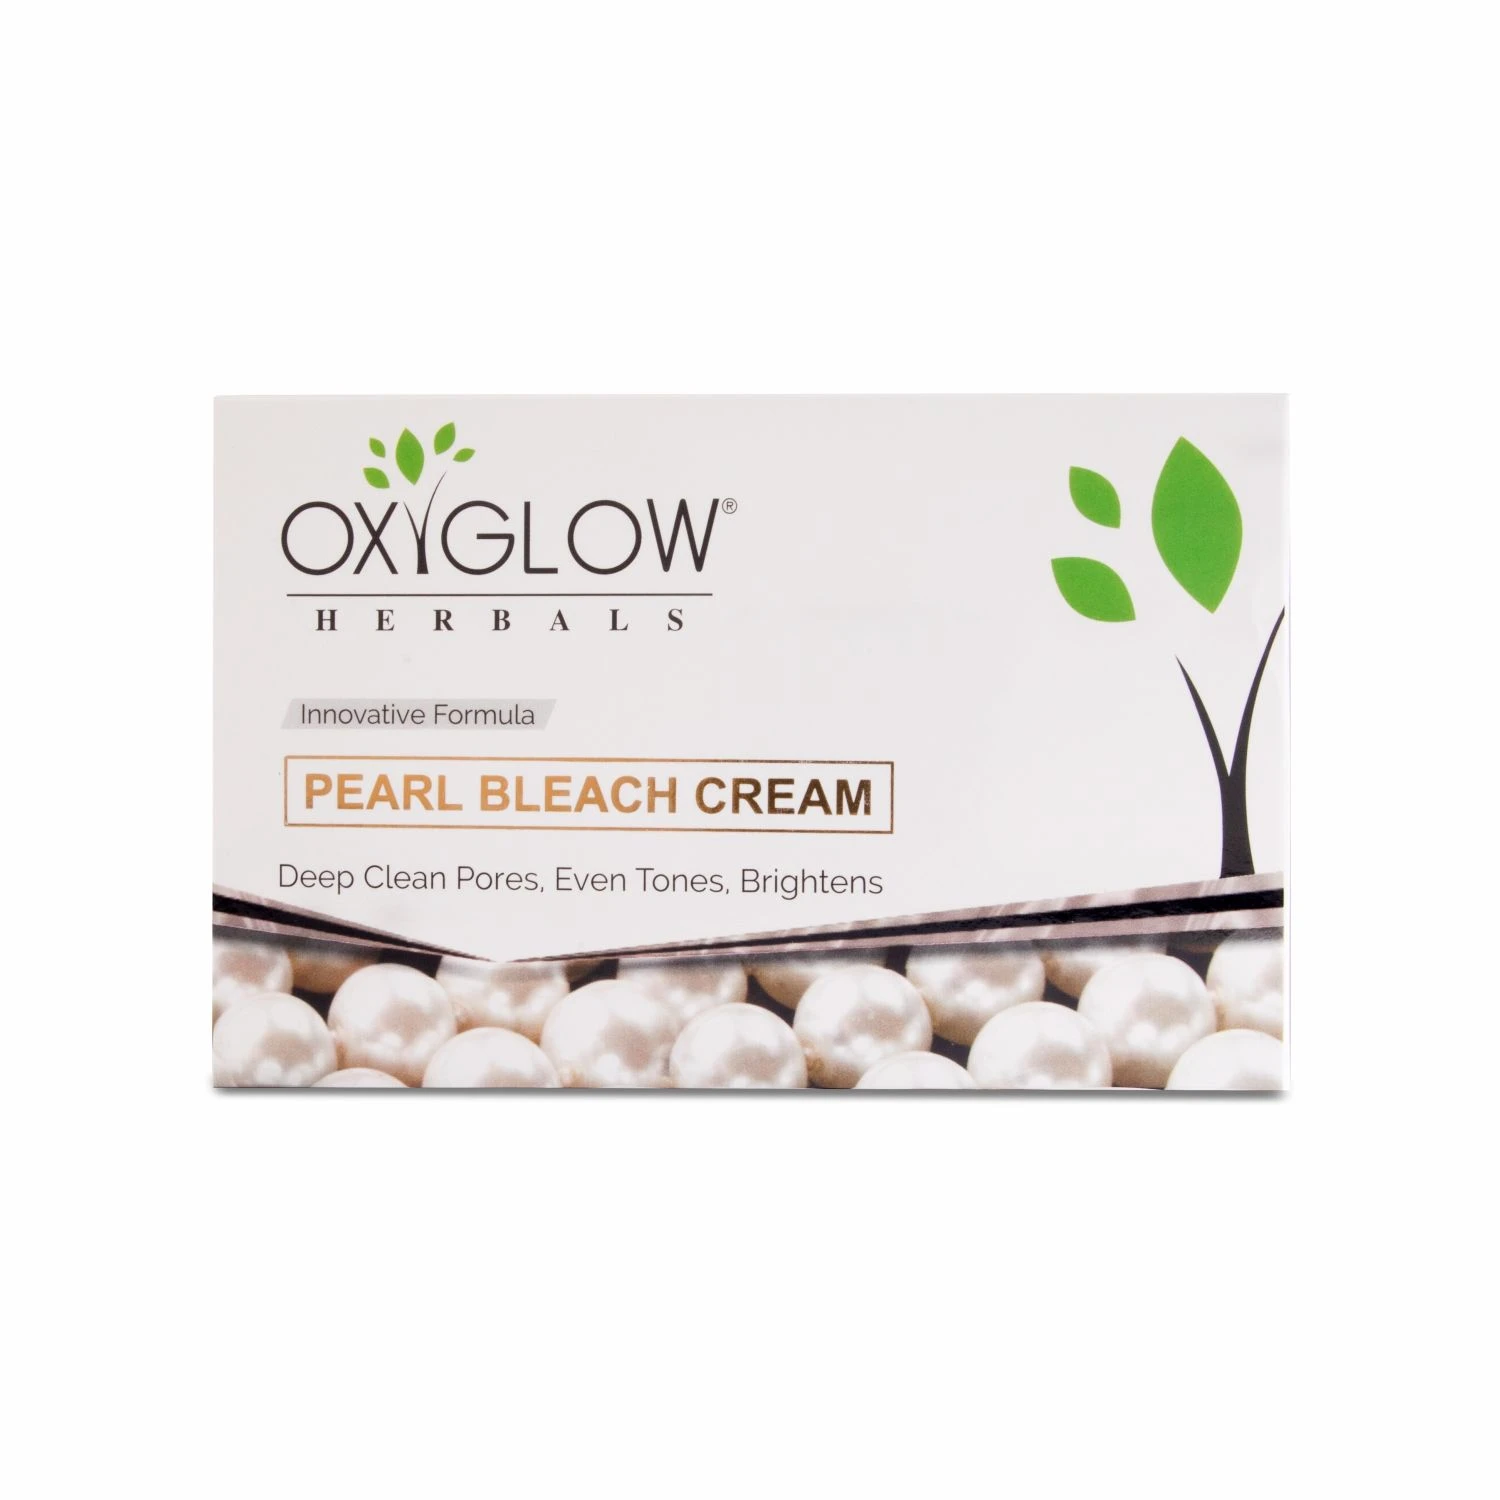 OXYGLOW®
HERBALS
Innovative Formula
PEARL BLEACH CREAM
Deep Clean Pores, Even Tones, Brightens